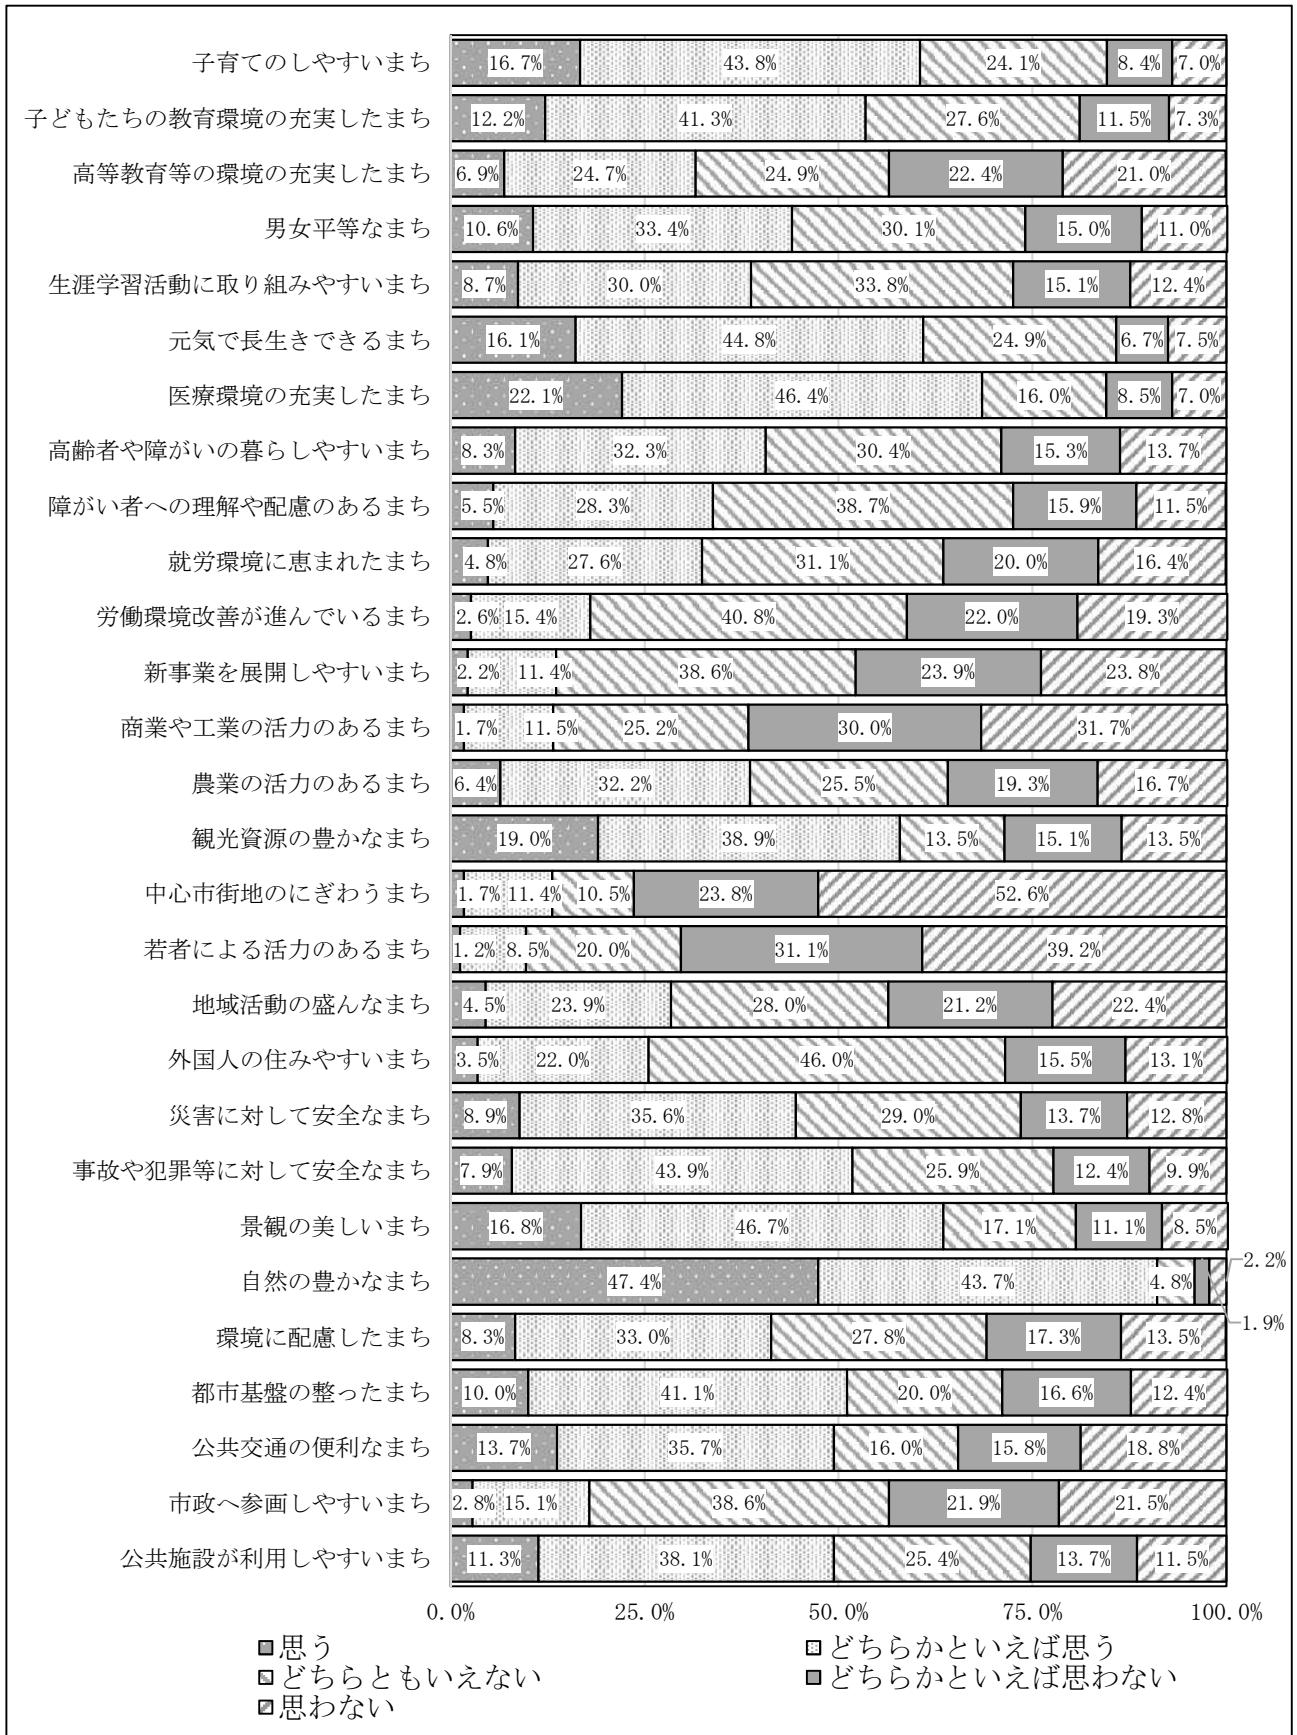 子育てのしやすいまち 16.7% 43.8% 24.1% 8.4% 7.0%
子どもたちの教育環境の充実したまち 12.2% 41.3% 27.6% 11.5% 7.3%
高等教育等の環境の充実したまち 6.9% 24.7% 24.9% 22.4% 21.0%
男女平等なまち 10.6% 33.4% 30.1% 15.0% 11.0%
生涯学習活動に取り組みやすいまち 8.7% 30.0% 33.8% 15.1% 12.4%
元気で長生きできるまち 16.1% 44.8% 24.9% 6.7% 7.5%
医療環境の充実したまち 22.1% 46.4% 16.0% 8.5% 7.0%
高齢者や障がいの暮らしやすいまち 8.3% 32.3% 30.4% 15.3% 13.7%
障がい者への理解や配慮のあるまち 5.5% 28.3% 38.7% 15.9% 11.5%
就労環境に恵まれたまち 4.8% 27.6% 31.1% 20.0% 16.4%
労働環境改善が進んでいるまち 2.6% 15.4% 40.8% 22.0% 19.3%
新事業を展開しやすいまち 2.2% 11.4% 38.6% 23.9% 23.8%
商業や工業の活力のあるまち 1.7% 11.5% 25.2% 30.0% 31.7%
農業の活力のあるまち 6.4% 32.2% 25.5% 19.3% 16.7%
観光資源の豊かなまち 19.0% 38.9% 13.5% 15.1% 13.5%
中心市街地のにぎわうまち 1.7% 11.4% 10.5% 23.8% 52.6%
若者による活力のあるまち 1.2% 8.5% 20.0% 31.1% 39.2%
地域活動の盛んなまち 4.5% 23.9% 28.0% 21.2% 22.4%
外国人の住みやすいまち 3.5% 22.0% 46.0% 15.5% 13.1%
災害に対して安全なまち 8.9% 35.6% 29.0% 13.7% 12.8%
事故や犯罪等に対して安全なまち 7.9% 43.9% 25.9% 12.4% 9.9%
景観の美しいまち 16.8% 46.7% 17.1% 11.1% 8.5%
2.2%
自然の豊かなまち 47.4% 43.7% 4.8%
1.9%
環境に配慮したまち 8.3% 33.0% 27.8% 17.3% 13.5%
都市基盤の整ったまち 10.0% 41.1% 20.0% 16.6% 12.4%
公共交通の便利なまち 13.7% 35.7% 16.0% 15.8% 18.8%
市政へ参画しやすいまち 2.8% 15.1% 38.6% 21.9% 21.5%
公共施設が利用しやすいまち 11.3% 38.1% 25.4% 13.7% 11.5%
0.0% 25.0% 50.0% 75.0% 100.0%
思う どちらかといえば思う
どちらともいえない どちらかといえば思わない
思わない